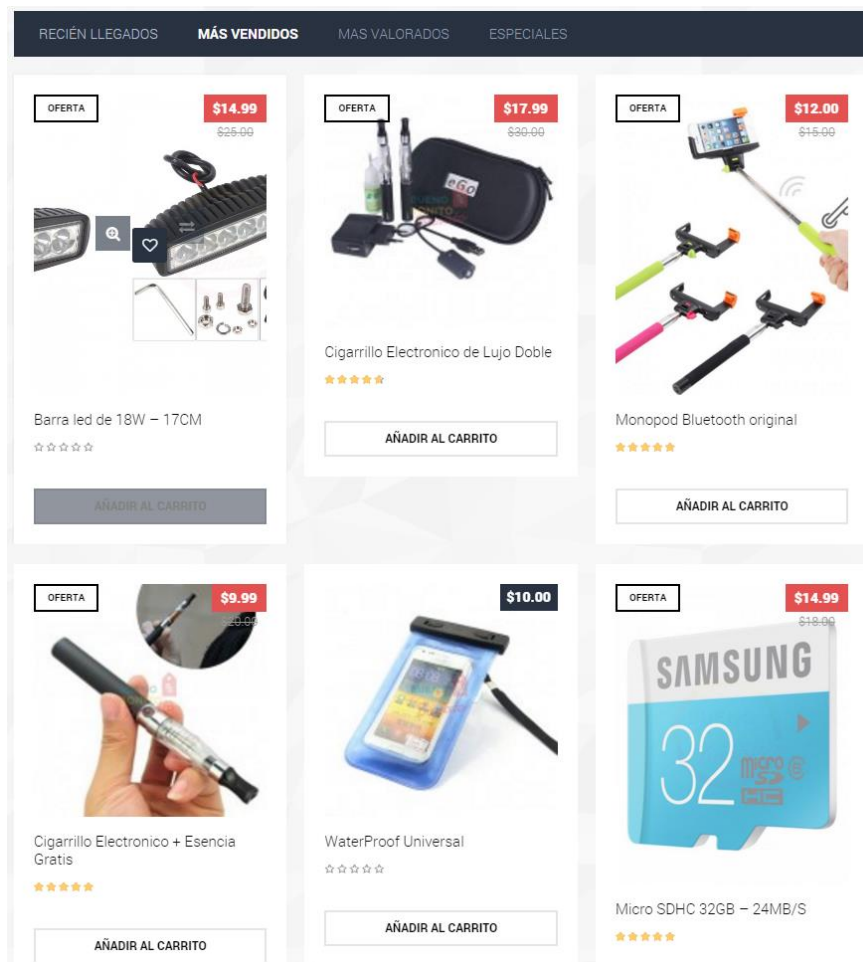 RECIÉN LLEGADOS MÁS VENDIDOS MAS VALORADOS ESPECIALES
OFERTA
$14.99
$25.00
Barra led de 18W – 17CM
AÑADIR AL CARRITO
OFERTA
$17.99
$30.00
eGo
Cigarrillo Electronico de Lujo Doble
AÑADIR AL CARRITO
OFERTA
$12.00
$15.00
Monopod Bluetooth original
AÑADIR AL CARRITO
OFERTA
$9.99
$20.00
Cigarrillo Electronico + Esencia
Gratis
AÑADIR AL CARRITO
$10.00
WaterProof Universal
AÑADIR AL CARRITO
OFERTA
$14.99
$18.00
SAMSUNG
32
micro
SD
HC
Micro SDHC 32GB – 24MB/S